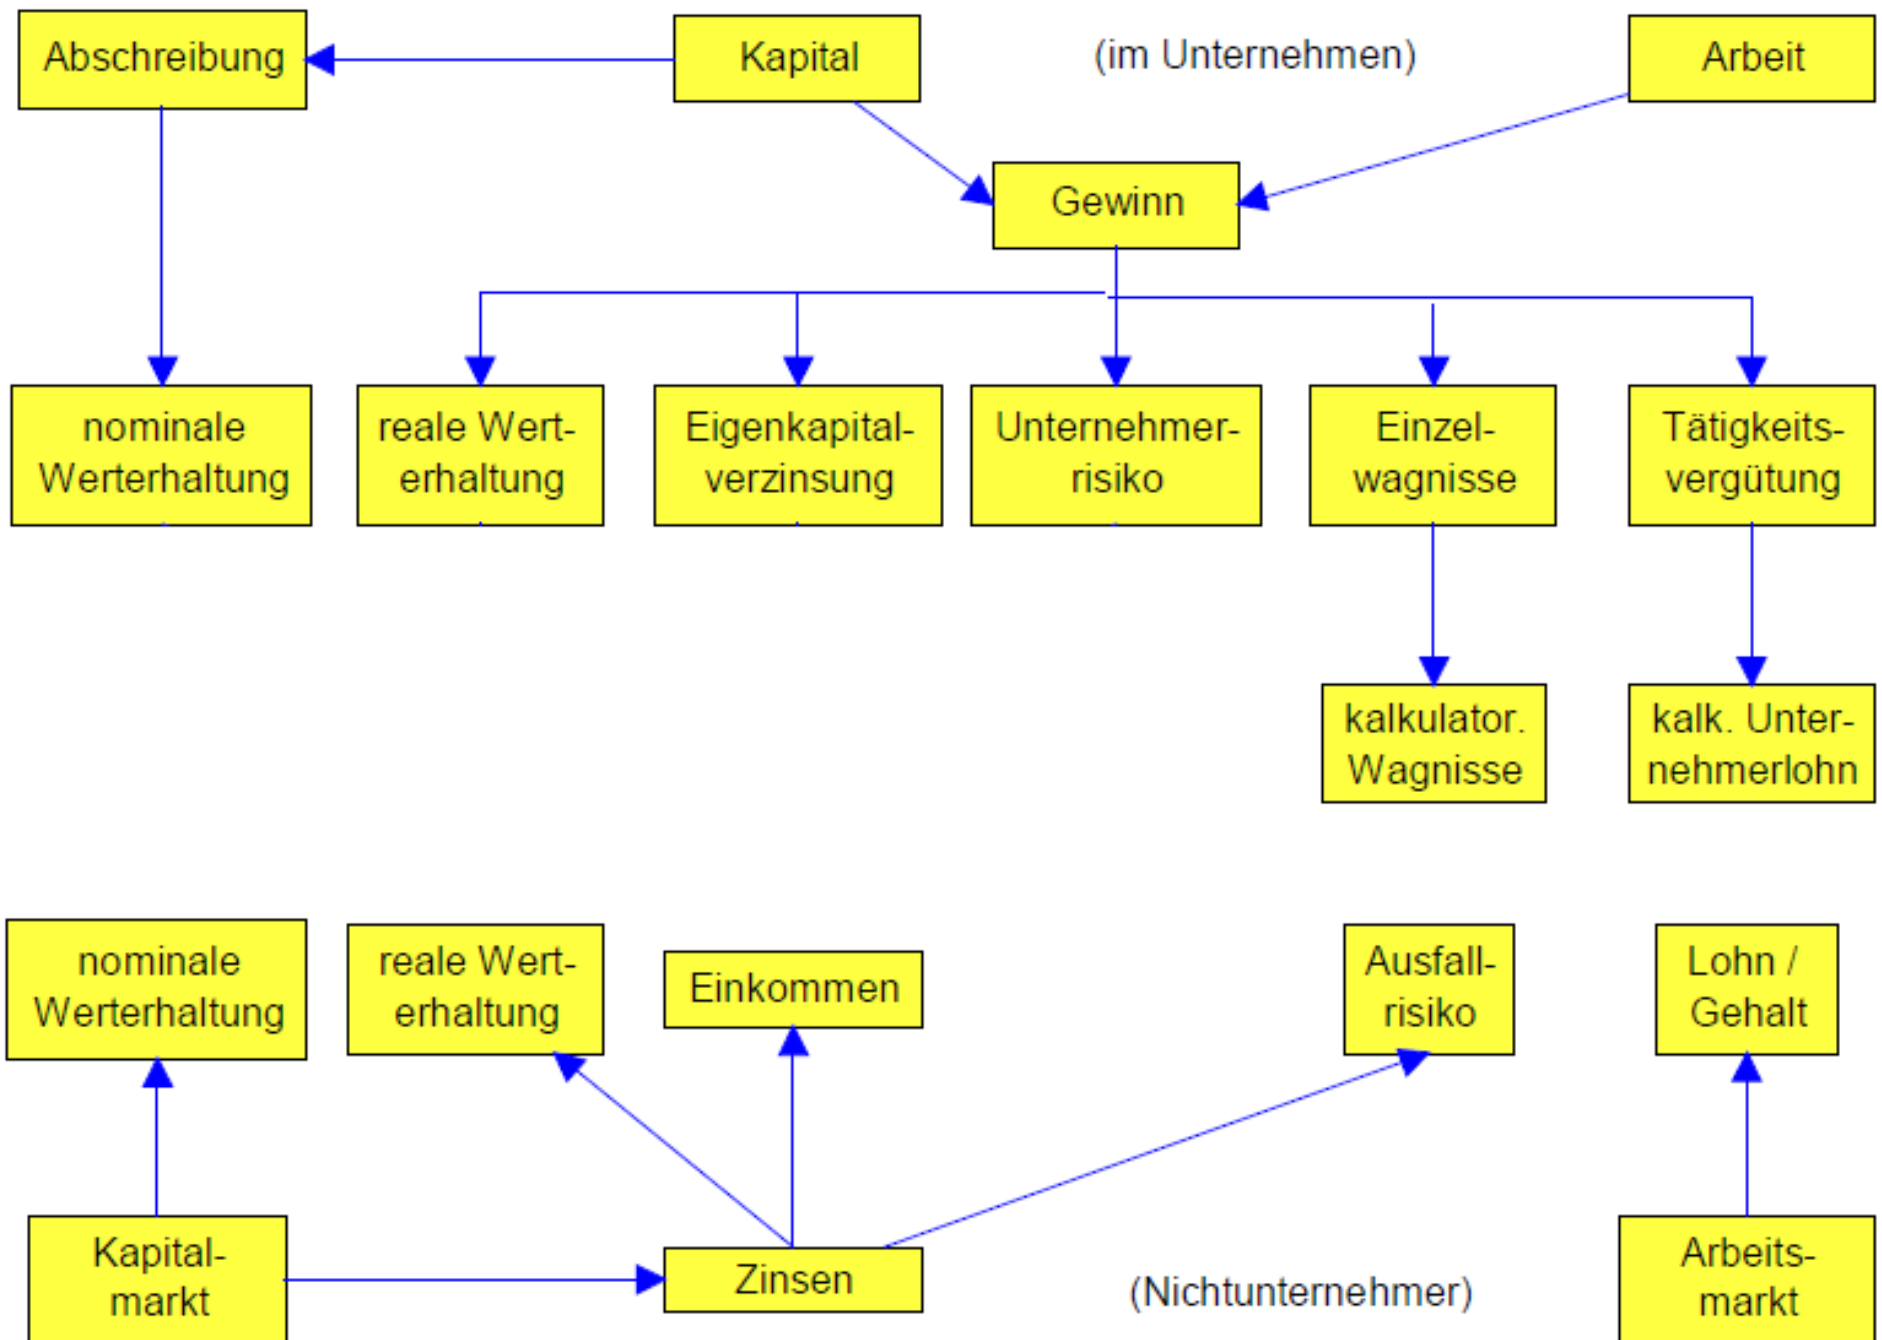 Abschreibung
Kapital
(im Unternehmen)
Arbeit
Gewinn
nominale
Werterhaltung
reale Wert-
erhaltung
Eigenkapital-
verzinsung
Unternehmer-
risiko
Einzel-
wagnisse
Tätigkeits-
vergütung
kalkulator.
Wagnisse
kalk. Unter-
nehmerlohn
nominale
Werterhaltung
reale Wert-
erhaltung
Einkommen
Ausfall-
risiko
Lohn /
Gehalt
Kapital-
markt
Zinsen
(Nichtunternehmer)
Arbeits-
markt